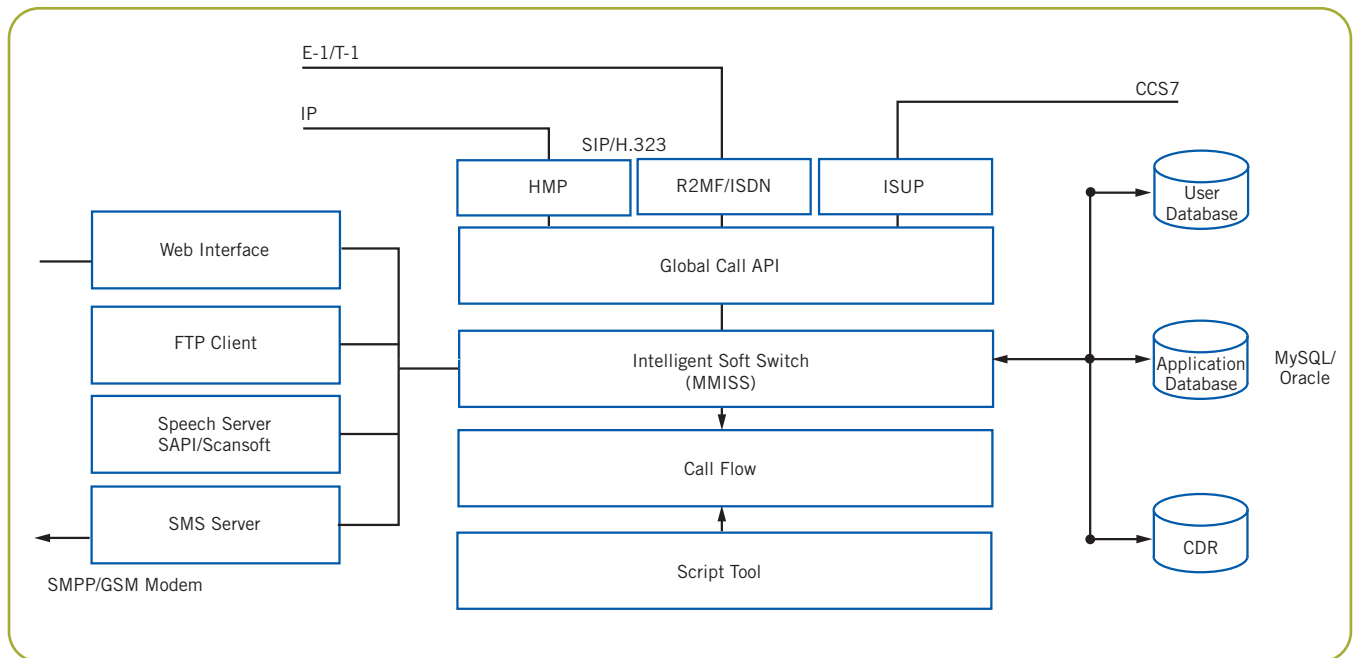 E-1/T-1
CCS7
IP
SIP/H.323
HMP
R2MF/ISDN
ISUP
User
Database
Web Interface
Global Call API
FTP Client
Intelligent Soft Switch
(MMISS)
Application
Database
MySQL/
Oracle
Speech Server
SAPI/Scansoft
Call Flow
SMS Server
CDR
Script Tool
SMPP/GSM Modem